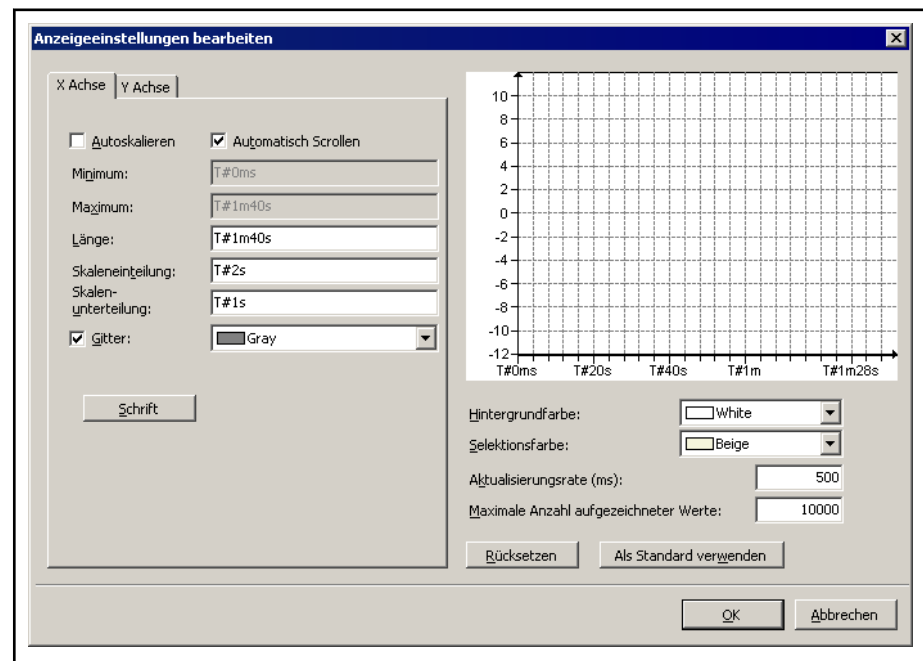 Anzeigeeinstellungen bearbeiten
X Achse
Y Achse
Autoskalieren
Automatisch Scrollen
Minimum:
T#0ms
Maximum:
T#1m40s
Länge:
T#1m40s
Skaleneinteilung:
T#2s
Skalen-
unterteilung:
T#1s
Gitter:
Gray
Schrift
10
8
6
4
2
0
-2
-4
-6
-8
-10
-12
T#0ms T#20s T#40s T#1m T#1m28s
Hintergrundfarbe:
White
Selektionsfarbe:
Beige
Aktualisierungsrate (ms):
500
Maximale Anzahl aufgezeichneter Werte:
10000
Rücksetzen
Als Standard verwenden
OK
Abbrechen